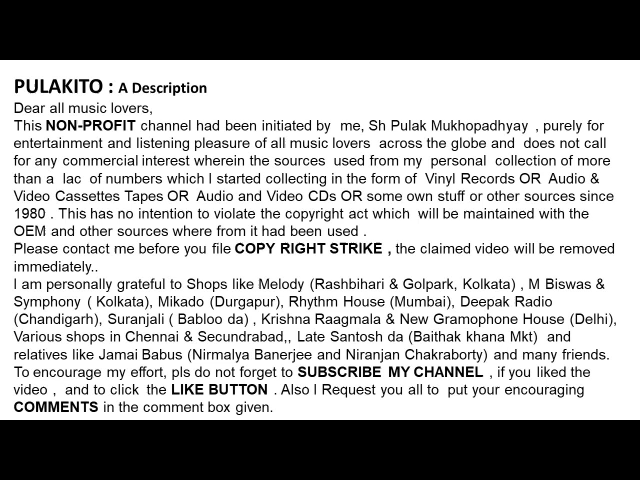 PULAKITO : A Description
Dear all music lovers,
This NON-PROFIT channel had been initiated by me, Sh Pulak Mukhopadhyay , purely for
entertainment and listening pleasure of all music lovers across the globe and does not call
for any commercial interest wherein the sources used from my personal collection of more
than a lac of numbers which I started collecting in the form of Vinyl Records OR Audio &
Video Cassettes Tapes OR Audio and Video CDs OR some own stuff or other sources since
1980 . This has no intention to violate the copyright act which will be maintained with the
OEM and other sources where from it had been used .
Please contact me before you file COPY RIGHT STRIKE , the claimed video will be removed
immediately..
I am personally grateful to Shops like Melody (Rashbihari & Golpark, Kolkata) , M Biswas &
Symphony ( Kolkata), Mikado (Durgapur), Rhythm House (Mumbai), Deepak Radio
(Chandigarh), Suranjali ( Babloo da) , Krishna Raagmala & New Gramophone House (Delhi),
Various shops in Chennai & Secundrabad,, Late Santosh da (Baithak khana Mkt) and
relatives like Jamai Babus (Nirmalya Banerjee and Niranjan Chakraborty) and many friends.
To encourage my effort, pls do not forget to SUBSCRIBE MY CHANNEL , if you liked the
video , and to click the LIKE BUTTON . Also I Request you all to put your encouraging
COMMENTS in the comment box given.